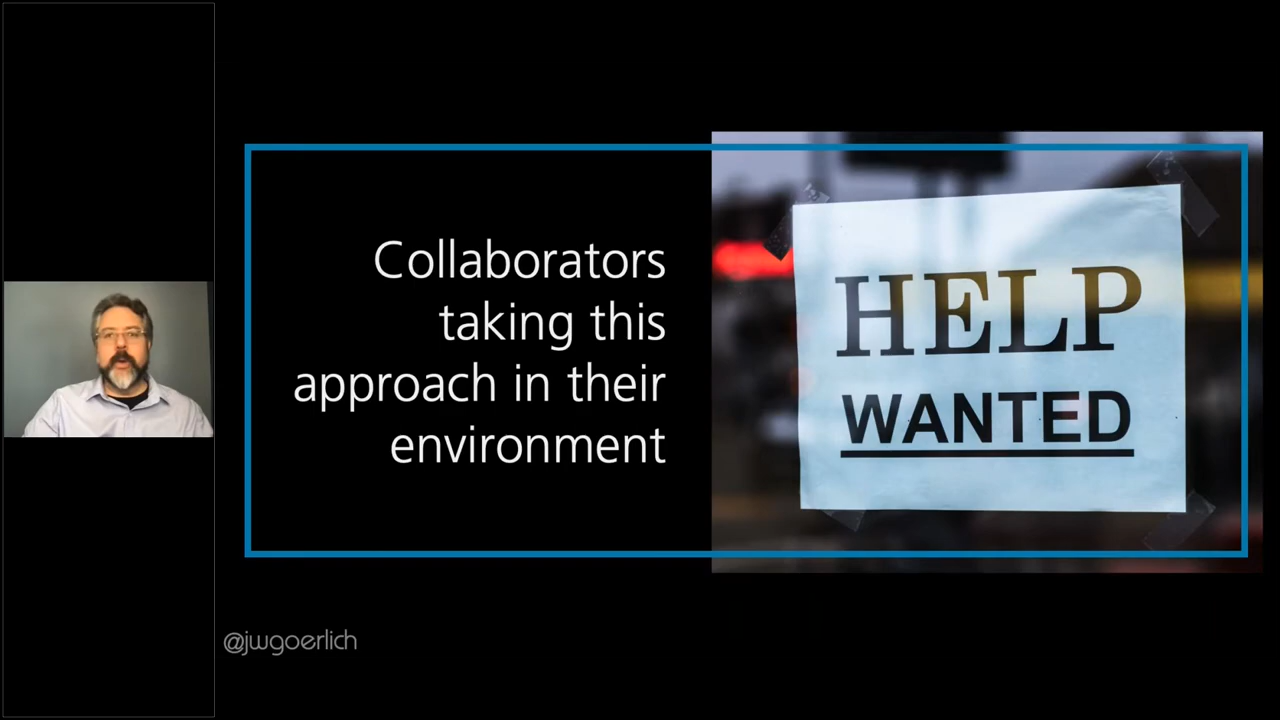 Collaborators
taking this
approach in their
environment
HELP
WANTED
@jwgoerlich